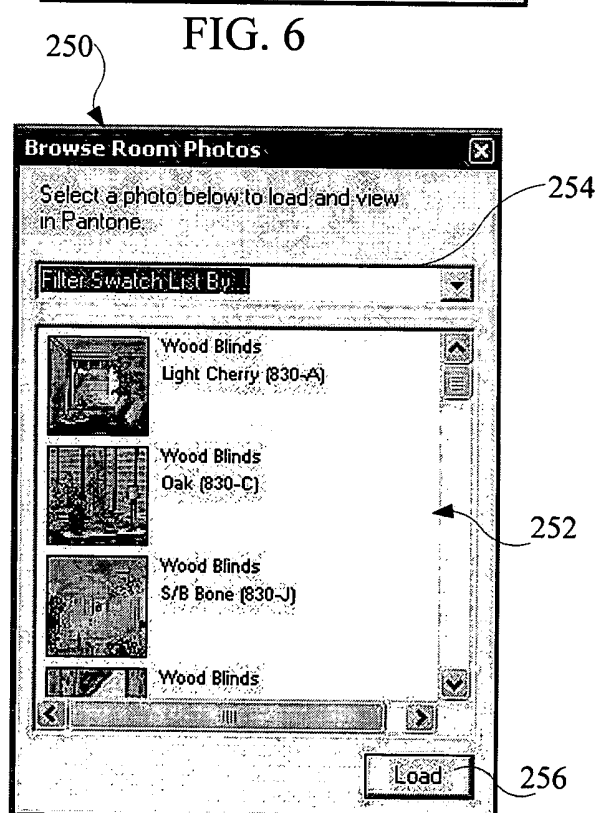 FIG. 6
250
Browse Room Photos
Select a photo below to load and view
in Pantone.
254
Filter Swatch List By...
Wood Blinds
Light Cherry (830-A)
Wood Blinds
Oak (830-C)
252
Wood Blinds
S/B Bone (830-J)
Wood Blinds
Load
256